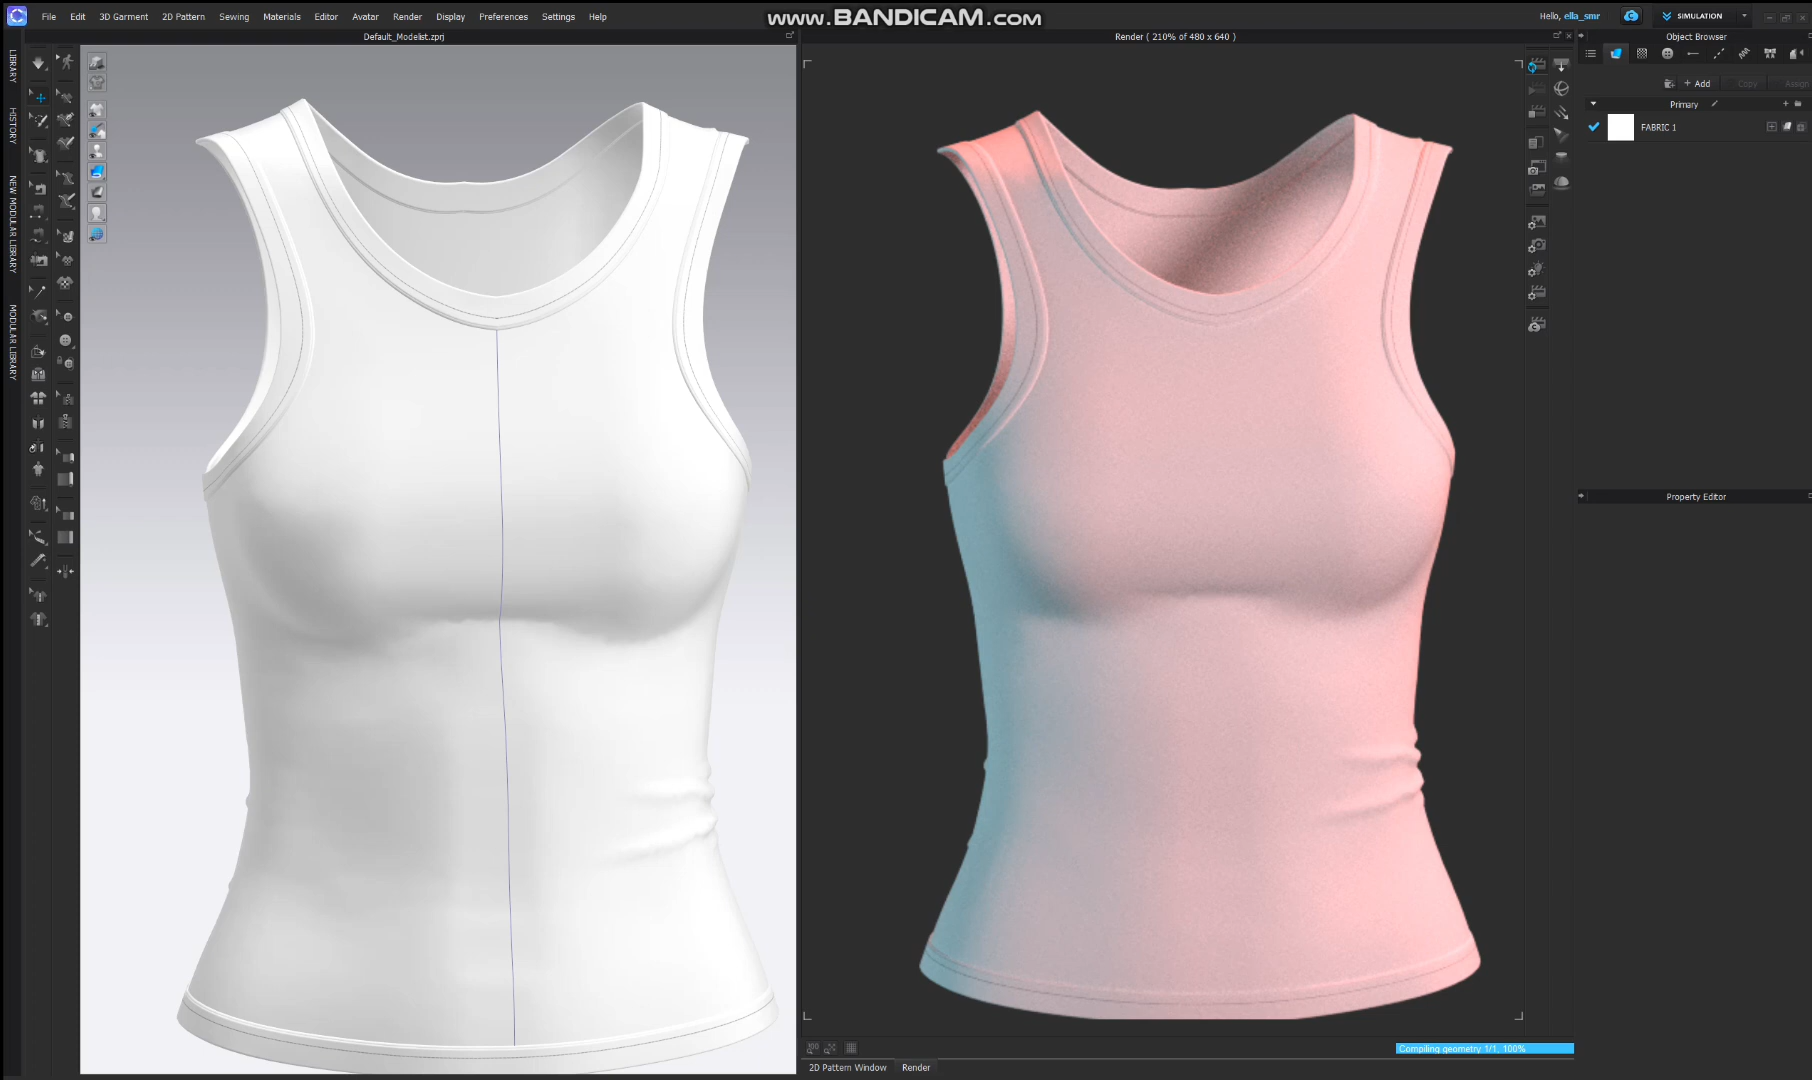 File Edit 3D Garment 2D Pattern Sewing Materials Editor Avatar Render Display Preferences Settings Help
www.BANDICAM.com
Hello, ella_smr
SIMULATION
Default_Modelist.zprj
Render ( 210% of 480 x 640 )
Object Browser
LIBRARY
HISTORY
NEW MODULAR LIBRARY
MODULAR LIBRARY
+ Add Copy Assign
Primary
FABRIC 1
Property Editor
Compiling geometry 1/1, 100%
100
2D Pattern Window Render